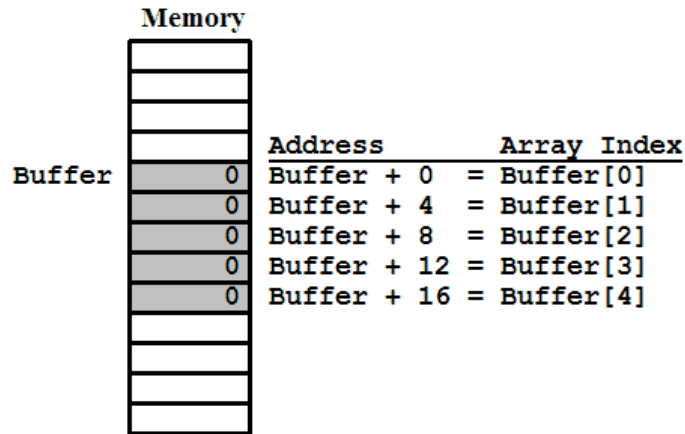 Memory
Address Array Index
Buffer 0 Buffer + 0 = Buffer[0]
0 Buffer + 4 = Buffer[1]
0 Buffer + 8 = Buffer[2]
0 Buffer + 12 = Buffer[3]
0 Buffer + 16 = Buffer[4]